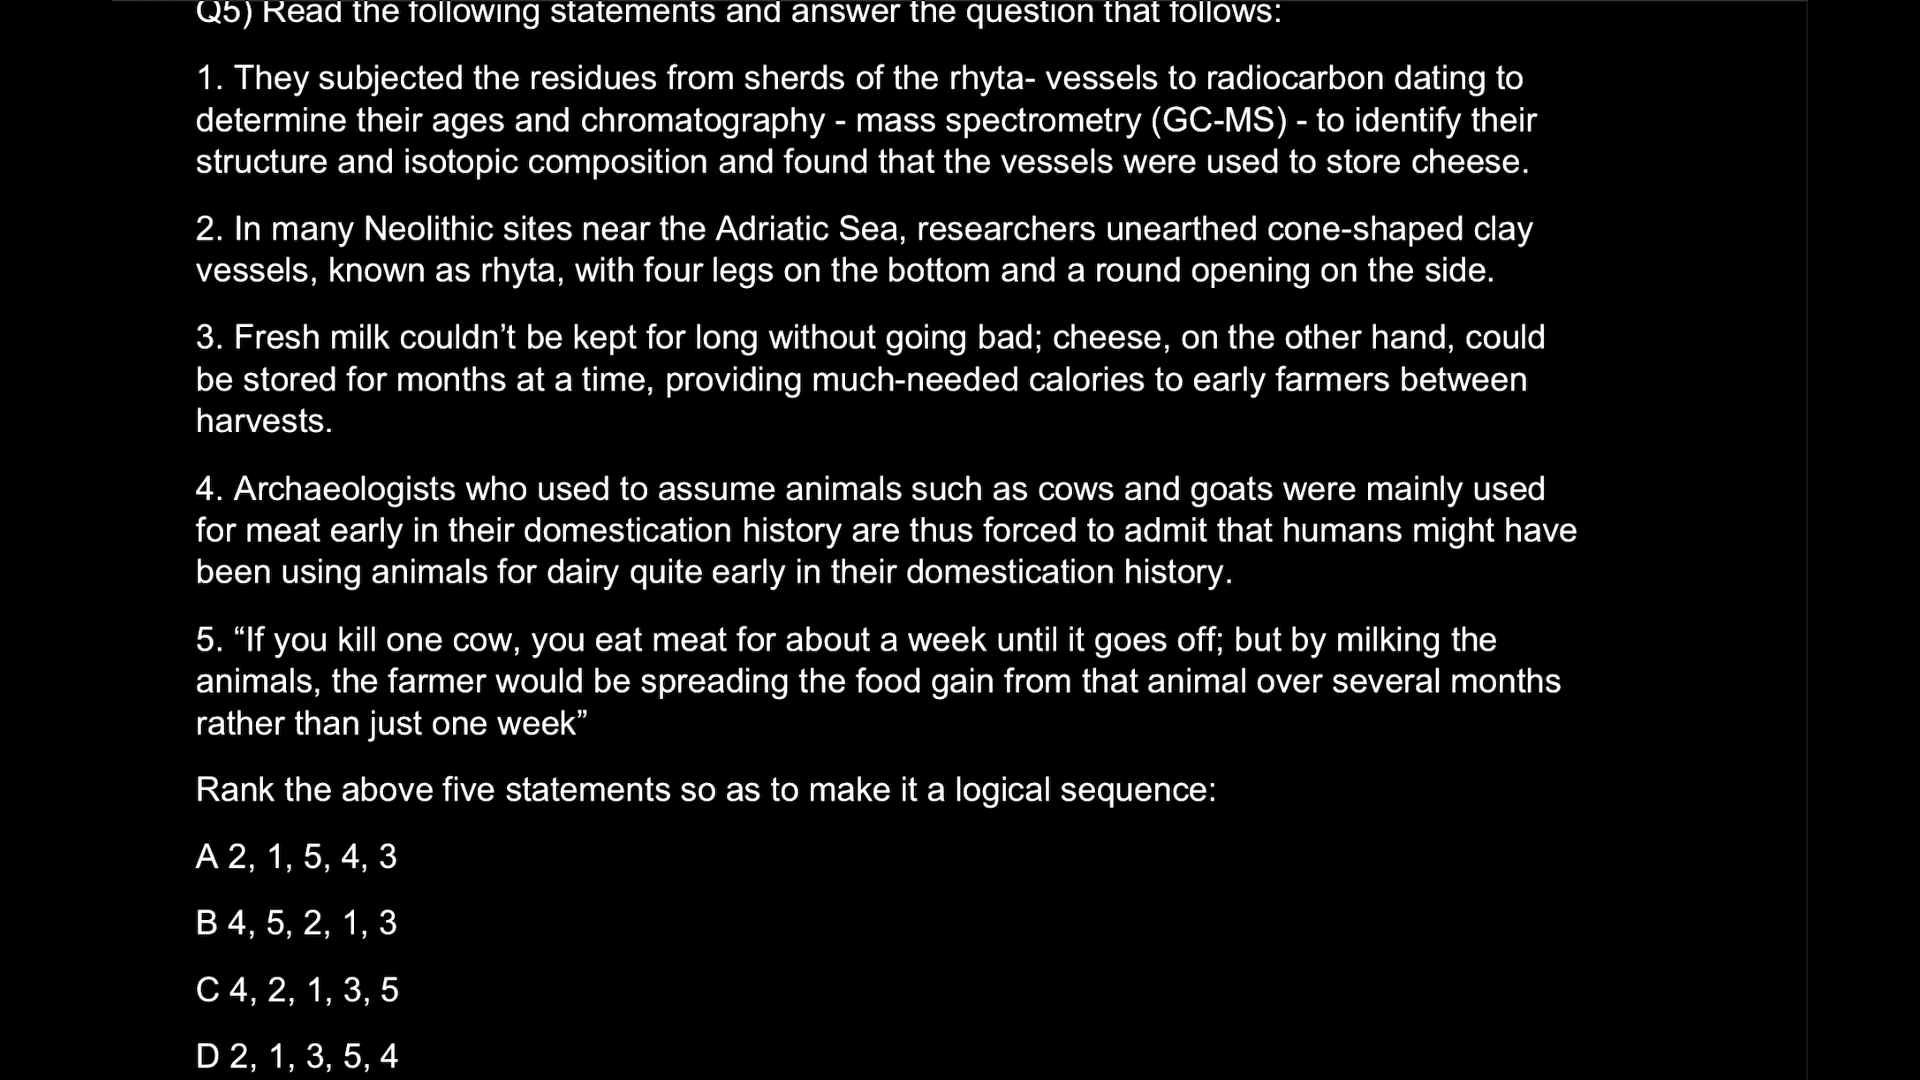 Q5) Read the following statements and answer the question that follows:
1. They subjected the residues from sherds of the rhyta- vessels to radiocarbon dating to
determine their ages and chromatography - mass spectrometry (GC-MS) - to identify their
structure and isotopic composition and found that the vessels were used to store cheese.
2. In many Neolithic sites near the Adriatic Sea, researchers unearthed cone-shaped clay
vessels, known as rhyta, with four legs on the bottom and a round opening on the side.
3. Fresh milk couldn’t be kept for long without going bad; cheese, on the other hand, could
be stored for months at a time, providing much-needed calories to early farmers between
harvests.
4. Archaeologists who used to assume animals such as cows and goats were mainly used
for meat early in their domestication history are thus forced to admit that humans might have
been using animals for dairy quite early in their domestication history.
5. “If you kill one cow, you eat meat for about a week until it goes off; but by milking the
animals, the farmer would be spreading the food gain from that animal over several months
rather than just one week”
Rank the above five statements so as to make it a logical sequence:
A 2, 1, 5, 4, 3
B 4, 5, 2, 1, 3
C 4, 2, 1, 3, 5
D 2, 1, 3, 5, 4